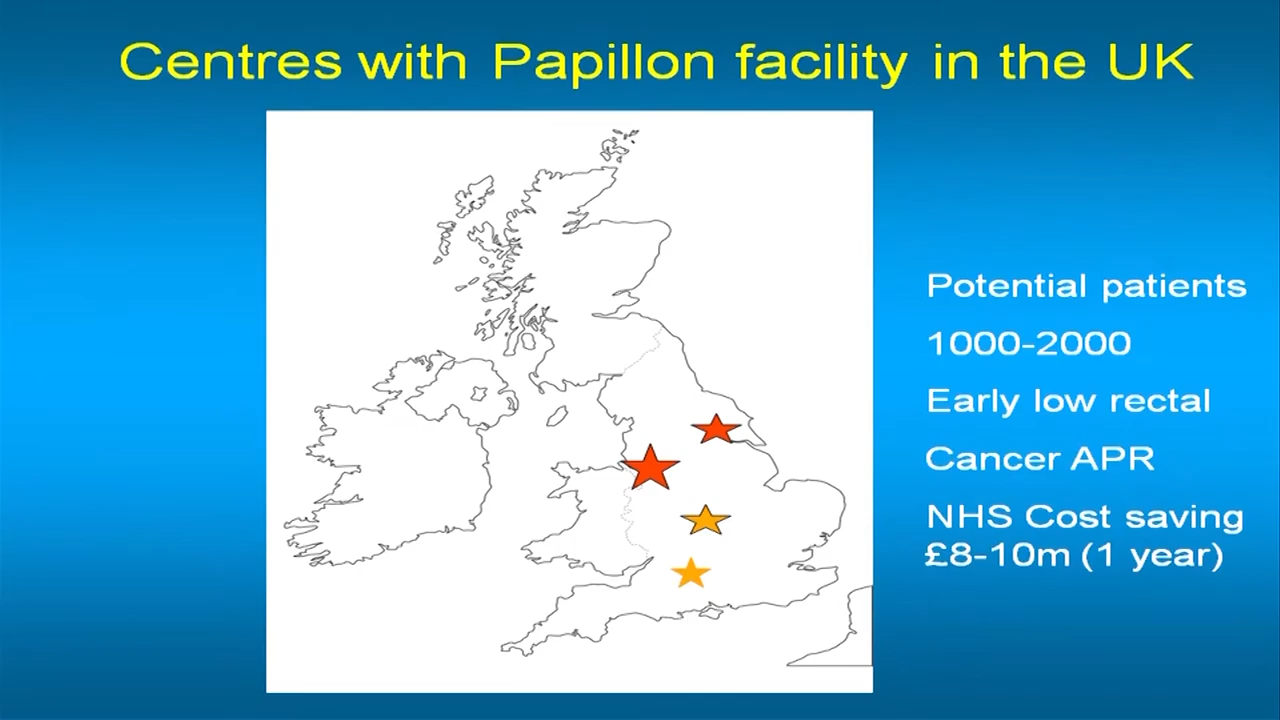 Centres with Papillon facility in the UK
Potential patients
1000-2000
Early low rectal
Cancer APR
NHS Cost saving
£8-10m (1 year)